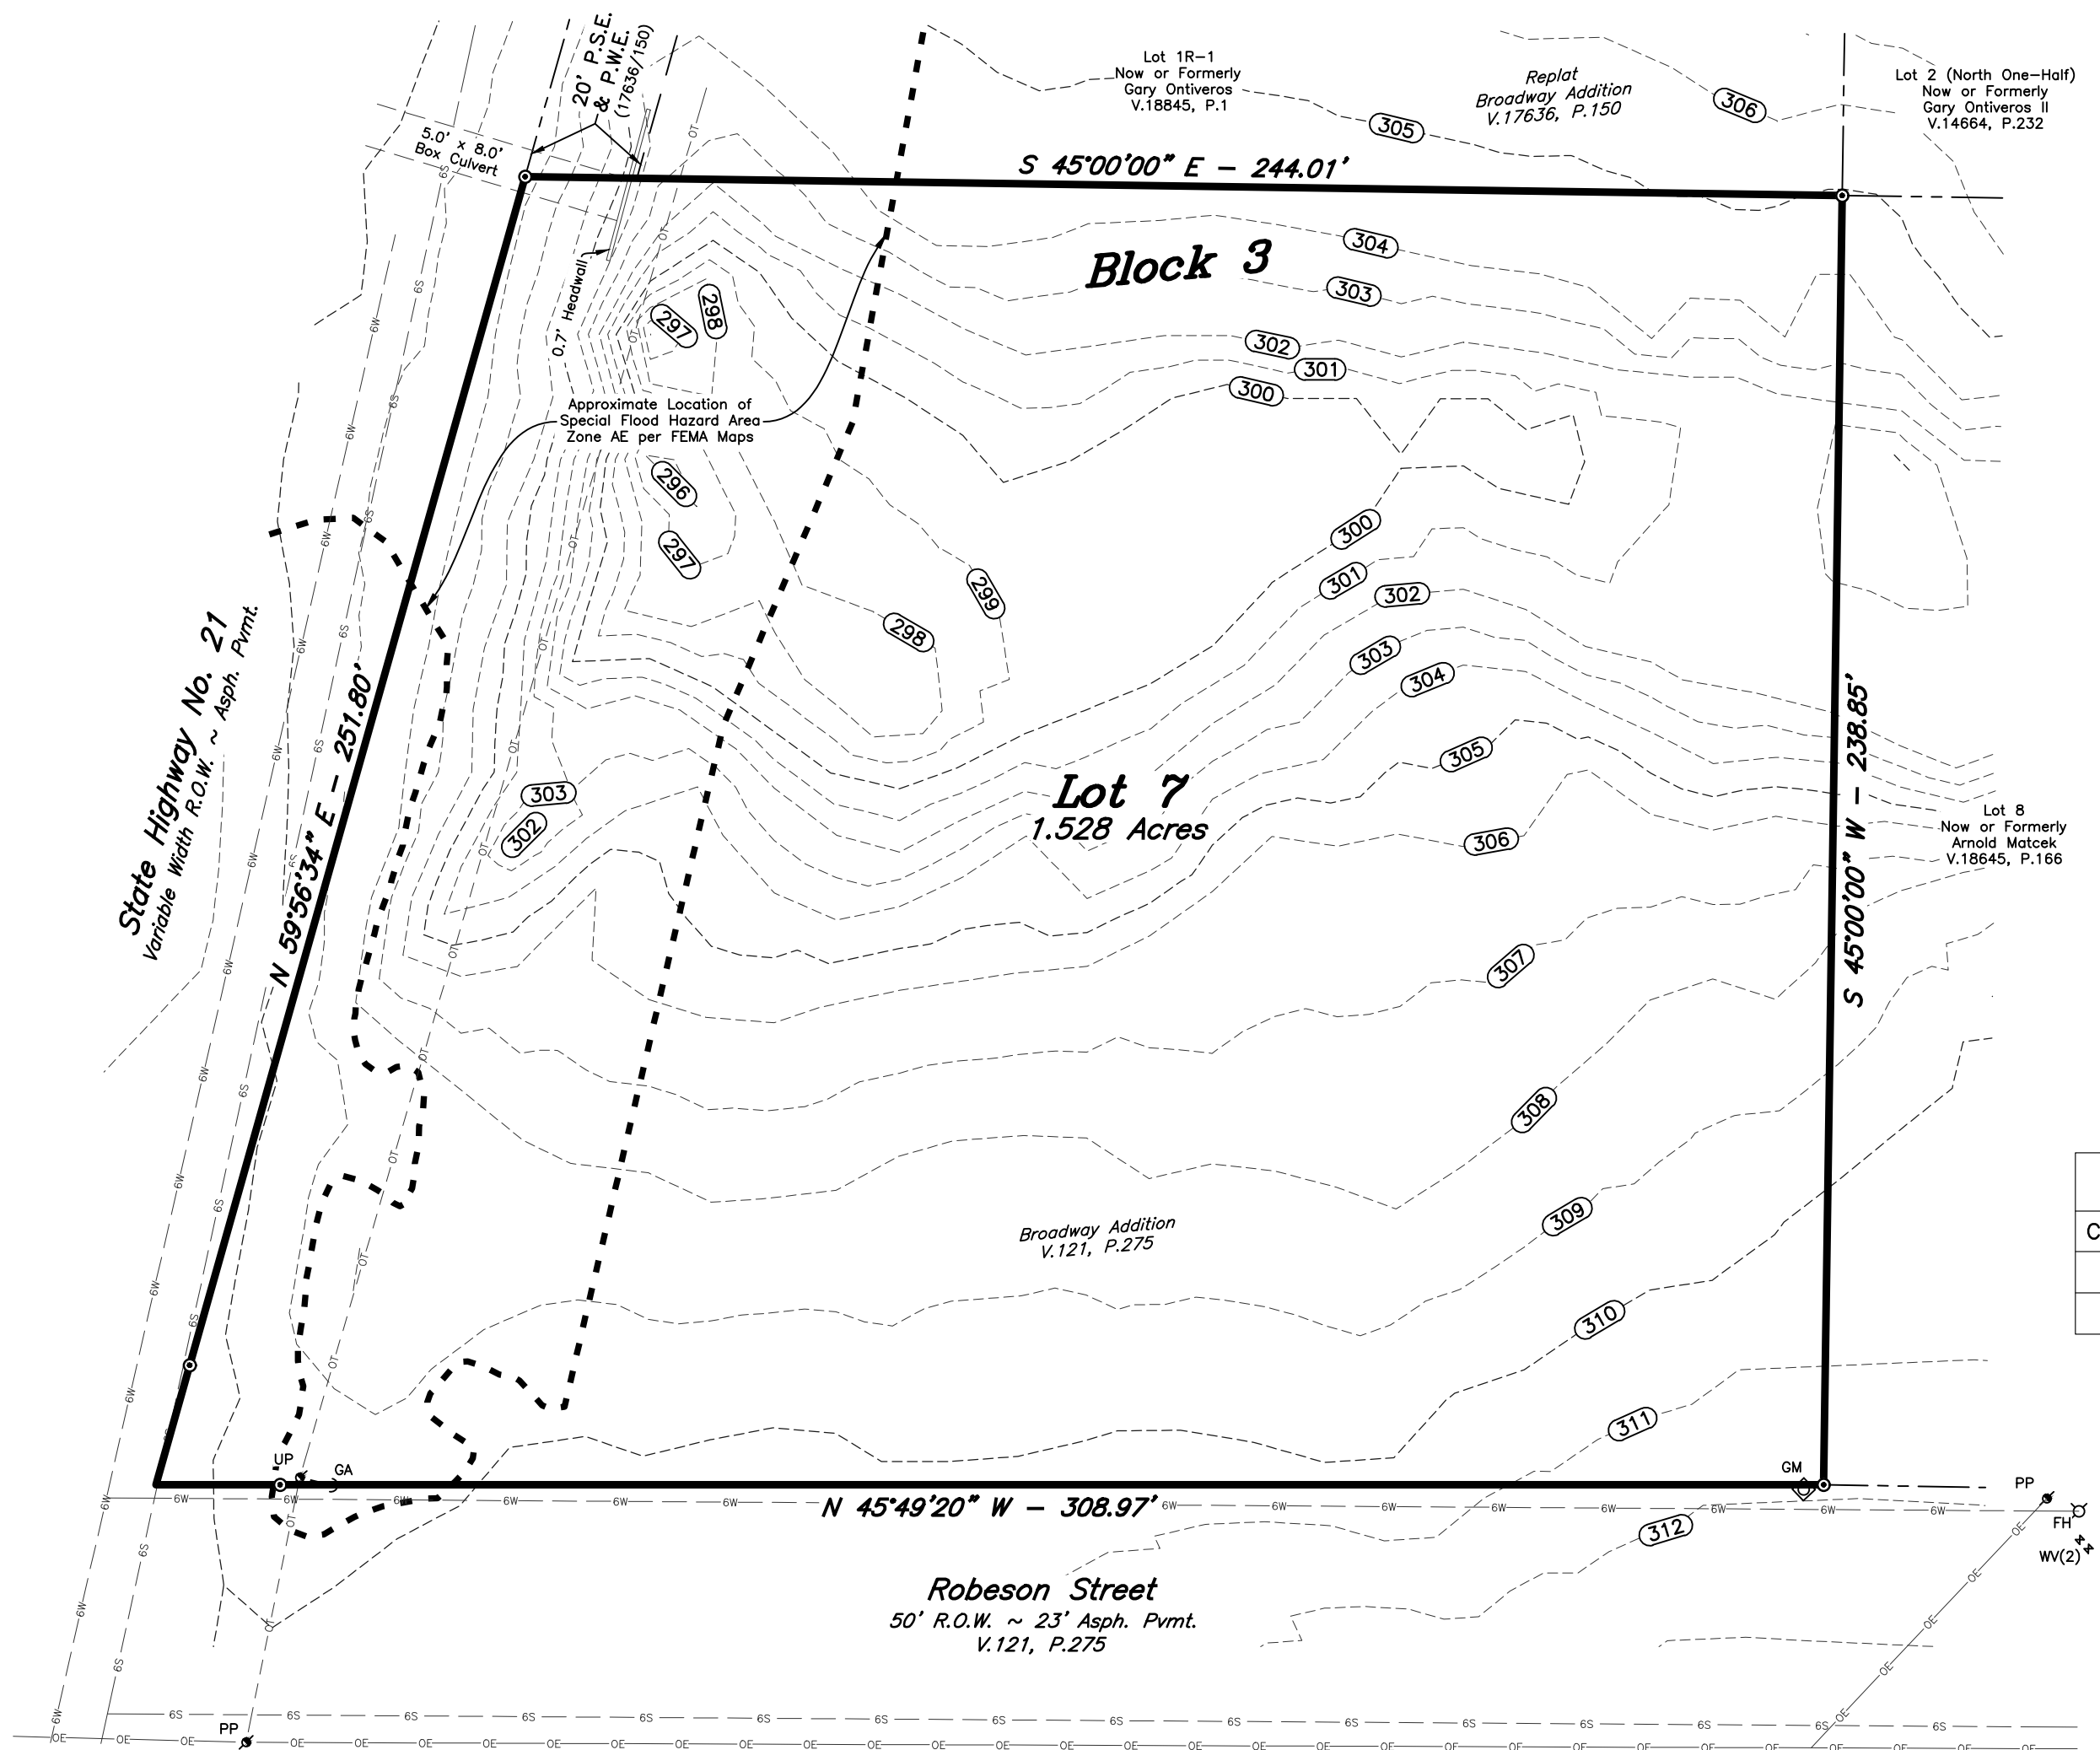 20' P.S.E.
& P.W.E.
(17636/150)
5.0' x 8.0'
Box Culvert
Lot 1R-1
Now or Formerly
Gary Ontiveros
V.18845, P.1
Replat
Broadway Addition
V.17636, P.150
Lot 2 (North One-Half)
Now or Formerly
Gary Ontiveros II
V.14664, P.232
306
305
S 45°00'00" E - 244.01'
Block 3
304
303
302
301
300
0.7' Headwall
297
298
Approximate Location of
Special Flood Hazard Area
Zone AE per FEMA Maps
296
297
299
298
300
301
302
303
304
305
306
State Highway No. 21
Variable Width R.O.W. ~ Asph. Pvmt.
N 59°56'34" E - 251.80'
303
302
Lot 7
1.528 Acres
S 45°00'00" W - 238.85'
Lot 8
Now or Formerly
Arnold Matcek
V.18645, P.166
307
308
309
310
311
312
Broadway Addition
V.121, P.275
C
UP
GA
GM
PP
FH
WV(2)
N 45°49'20" W - 308.97'
6W
6S
OT
OE
Robeson Street
50' R.O.W. ~ 23' Asph. Pvmt.
V.121, P.275
PP